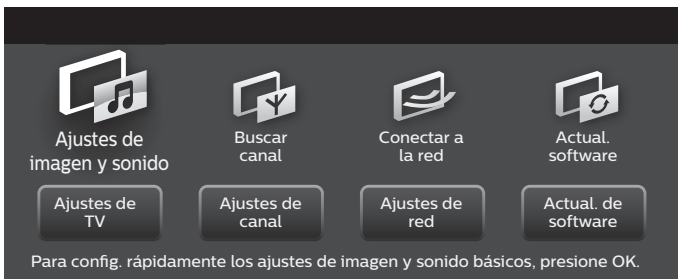 Ajustes de
imagen y sonido
Buscar
canal
Conectar a
la red
Actual.
software
Ajustes de
TV
Ajustes de
canal
Ajustes de
red
Actual. de
software
Para config. rápidamente los ajustes de imagen y sonido básicos, presione OK.